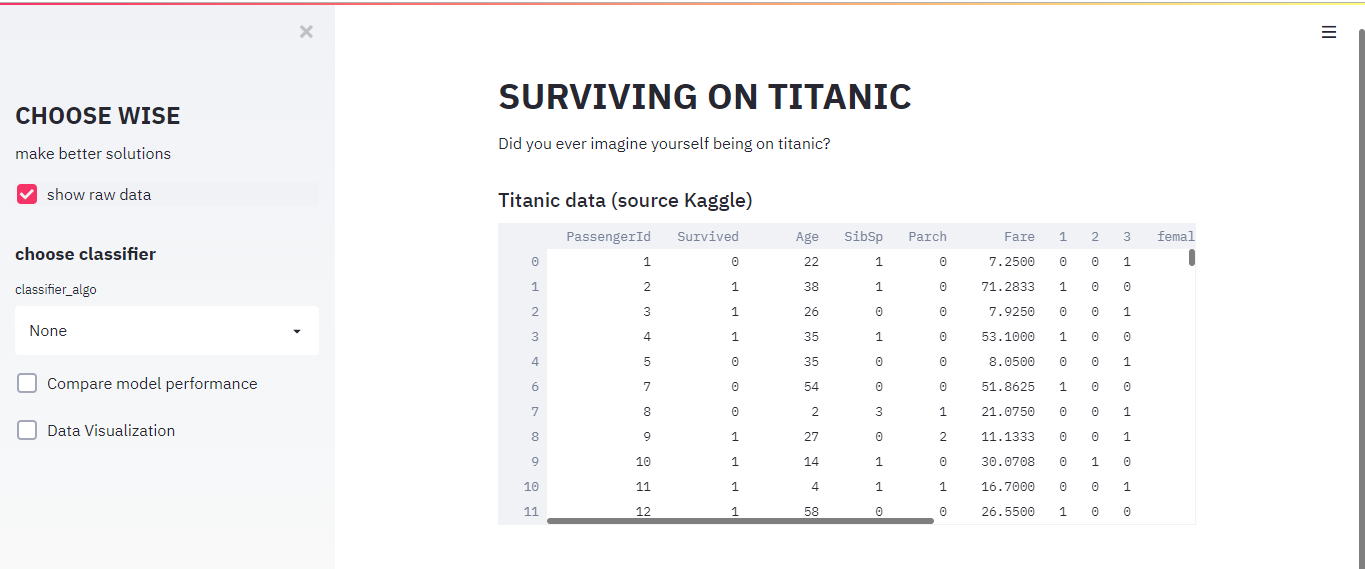 CHOOSE WISE
make better solutions
show raw data
choose classifier
classifier_algo
None
Compare model performance
Data Visualization
SURVIVING ON TITANIC
Did you ever imagine yourself being on titanic?
Titanic data (source Kaggle)
PassengerId Survived Age SibSp Parch Fare 1 2 3 femal
0 1 0 22 1 0 7.2500 0 0 1
1 2 1 38 1 0 71.2833 1 0 0
2 3 1 26 0 0 7.9250 0 0 1
3 4 1 35 1 0 53.1000 1 0 0
4 5 0 35 0 0 8.0500 0 0 1
6 7 0 54 0 0 51.8625 1 0 0
7 8 0 2 3 1 21.0750 0 0 1
8 9 1 27 0 2 11.1333 0 0 1
9 10 1 14 1 0 30.0708 0 1 0
10 11 1 4 1 1 16.7000 0 0 1
11 12 1 58 0 0 26.5500 1 0 0